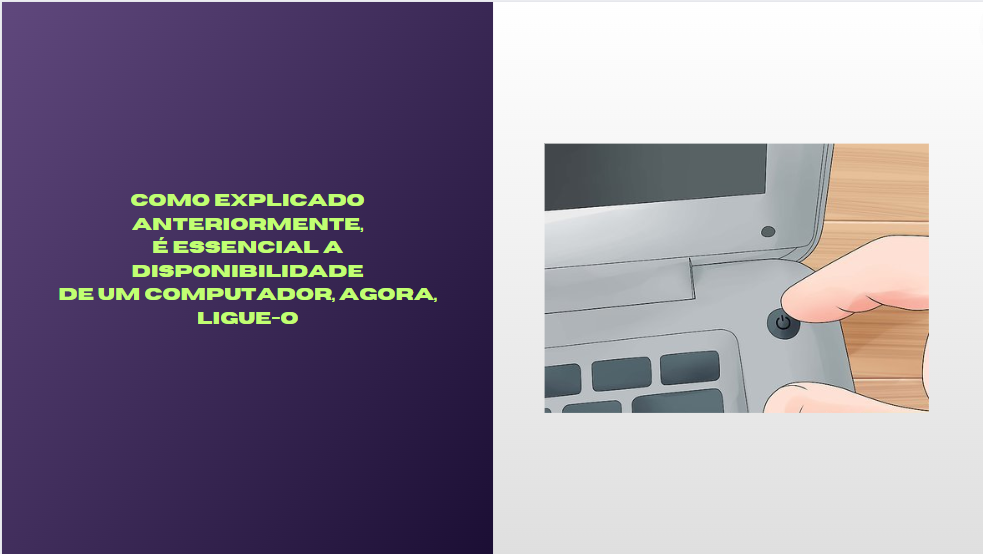 COMO EXPLICADO
ANTERIORMENTE,
É ESSENCIAL A
DISPONIBILIDADE
DE UM COMPUTADOR, AGORA,
LIGUE-O